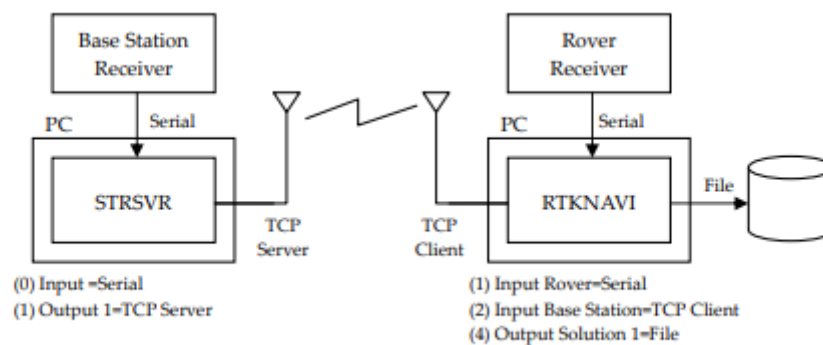 Base Station
Receiver
Rover
Receiver
PC
Serial
PC
Serial
STRSVR
TCP
Server
TCP
Client
RTKNAVI
File
(0) Input =Serial
(1) Output 1=TCP Server
(1) Input Rover=Serial
(2) Input Base Station=TCP Client
(4) Output Solution 1=File